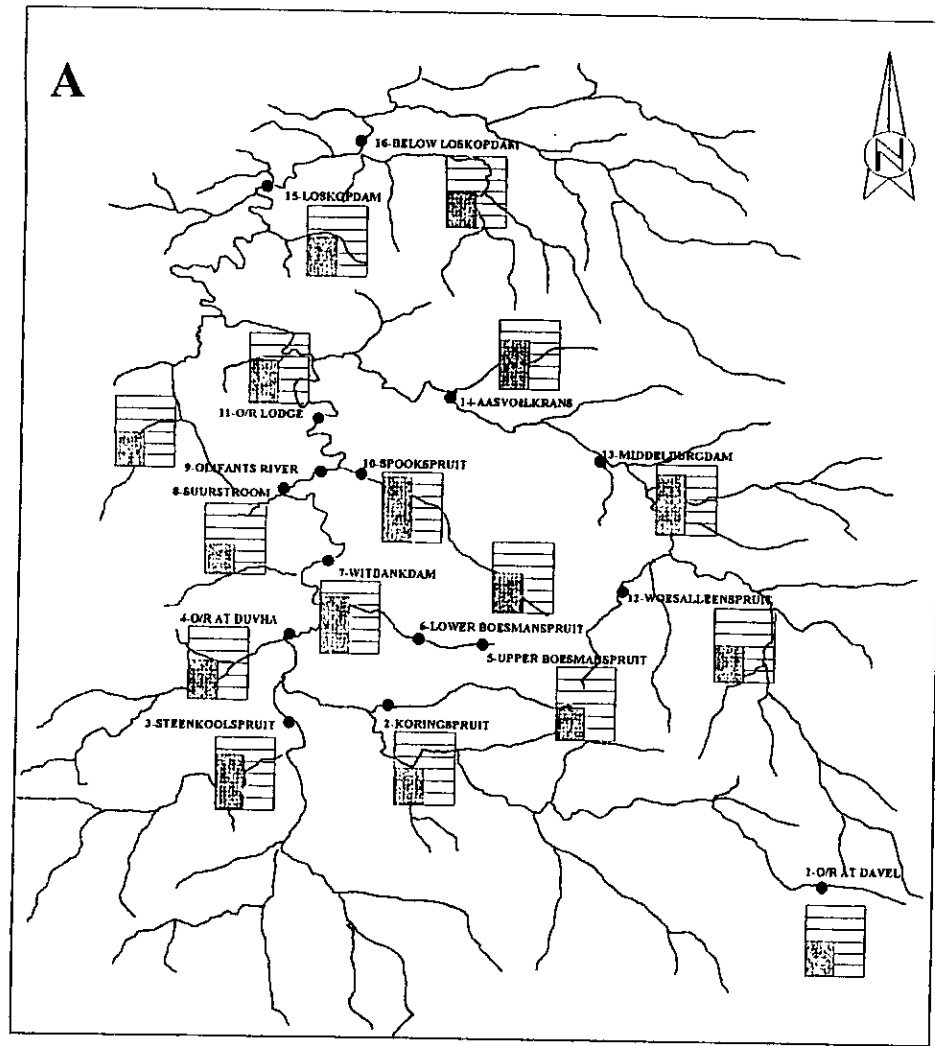 A
N
16-BELOW LOSKOPDAM
15-LOSKOPDAM
14-AASVOELKRANS
11-O/R LODGE
13-MIDDELBURGDAM
9-OLIFANTS RIVER
10-SPOOKSPRUIT
8-SUURSTROOM
7-WITBANKDAM
12-WOESALLEENSPRUIT
4-O/R AT DUVHA
6-LOWER BOESMANSPRUIT
5-UPPER BOESMANSPRUIT
3-STEENKOOLSPRUIT
2-KORINGSPRUIT
1-O/R AT DAVEL